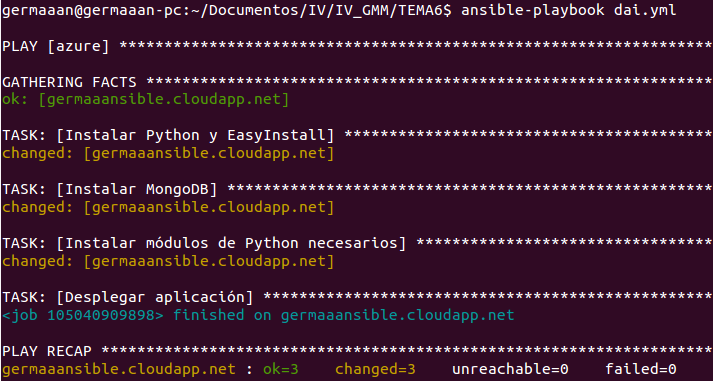 germaaan@germaaan-pc:~/Documentos/IV/IV_GMM/TEMA6$ ansible-playbook dai.yml
PLAY [azure] ******************************************************************
GATHERING FACTS ***************************************************************
ok: [germaaansible.cloudapp.net]
TASK: [Instalar Python y EasyInstall] *****************************************
changed: [germaaansible.cloudapp.net]
TASK: [Instalar MongoDB] ******************************************************
changed: [germaaansible.cloudapp.net]
TASK: [Instalar módulos de Python necesarios] *********************************
changed: [germaaansible.cloudapp.net]
TASK: [Desplegar aplicación] **************************************************
<job 105040909898> finished on germaaansible.cloudapp.net
PLAY RECAP ********************************************************************
germaaansible.cloudapp.net : ok=3    changed=3    unreachable=0    failed=0